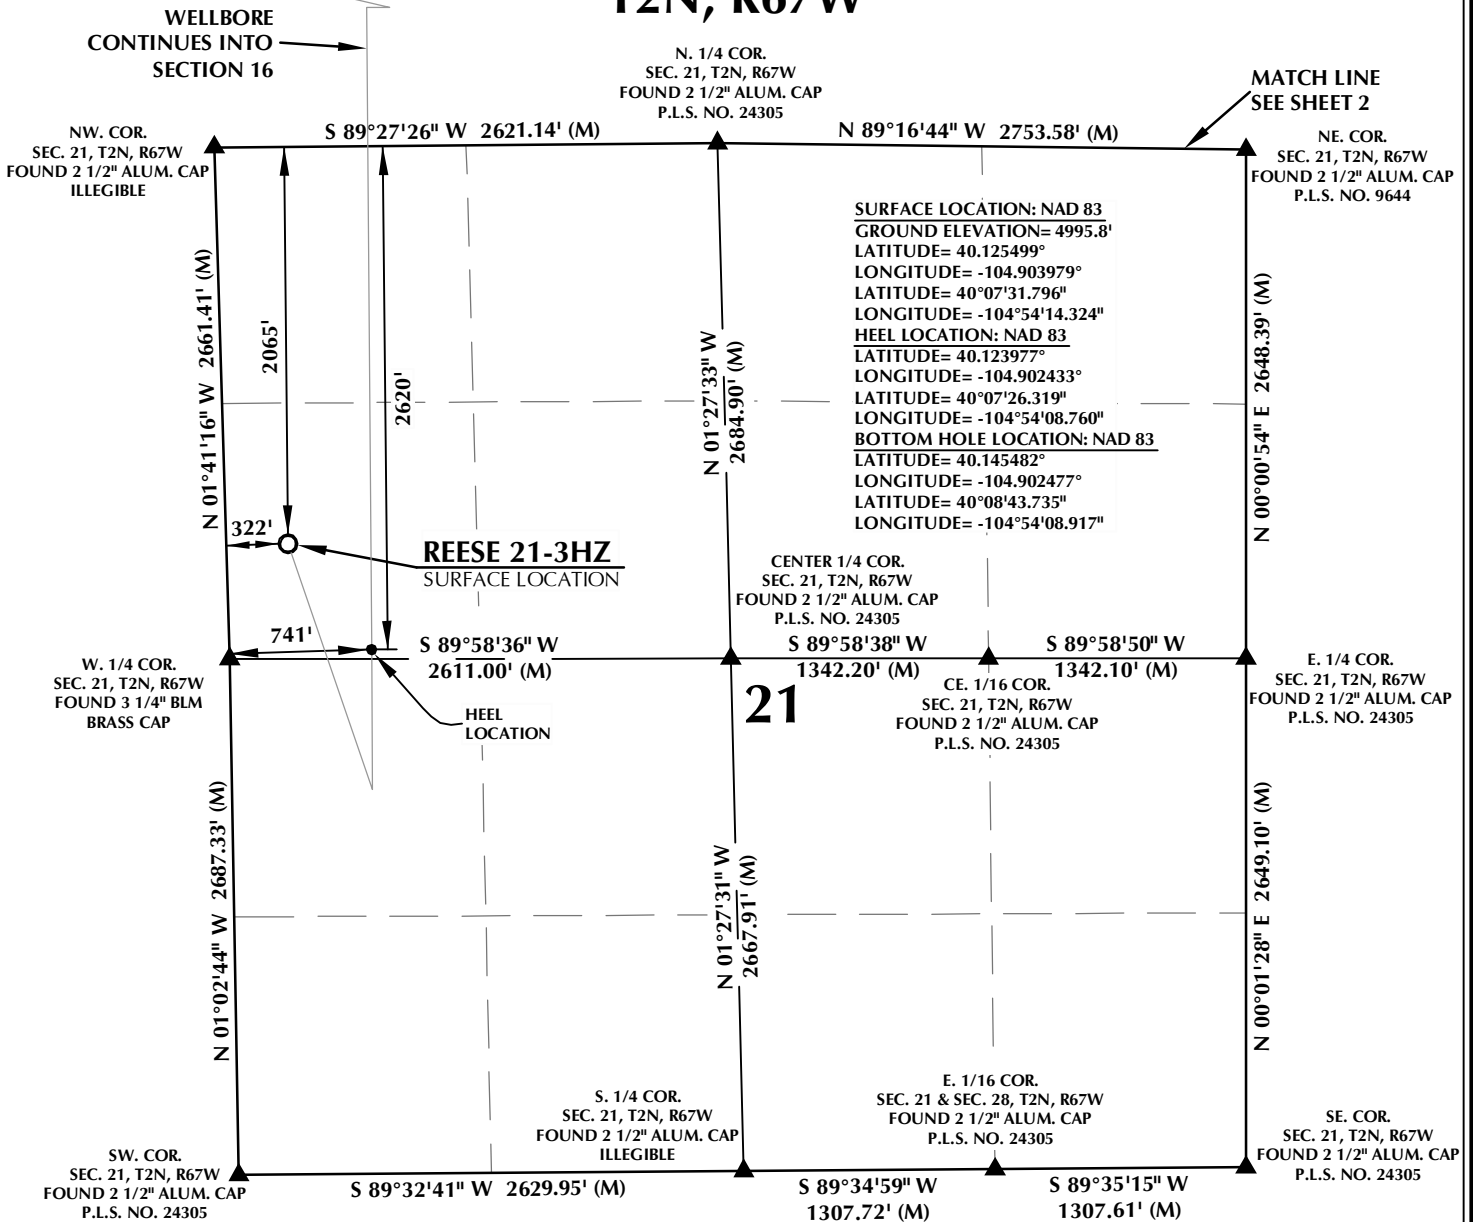 T2N, R67W
WELLBORE
CONTINUES INTO
SECTION 16
N. 1/4 COR.
SEC. 21, T2N, R67W
FOUND 2 1/2" ALUM. CAP
P.L.S. NO. 24305
MATCH LINE
SEE SHEET 2
NW. COR.
SEC. 21, T2N, R67W
FOUND 2 1/2" ALUM. CAP
ILLEGIBLE
S 89°27'26" W 2621.14' (M)
N 89°16'44" W 2753.58' (M)
NE. COR.
SEC. 21, T2N, R67W
FOUND 2 1/2" ALUM. CAP
P.L.S. NO. 9644
SURFACE LOCATION: NAD 83
GROUND ELEVATION= 4995.8'
LATITUDE= 40.125499°
LONGITUDE= -104.903979°
LATITUDE= 40°07'31.796"
LONGITUDE= -104°54'14.324"
HEEL LOCATION: NAD 83
LATITUDE= 40.123977°
LONGITUDE= -104.902433°
LATITUDE= 40°07'26.319"
LONGITUDE= -104°54'08.760"
BOTTOM HOLE LOCATION: NAD 83
LATITUDE= 40.145482°
LONGITUDE= -104.902477°
LATITUDE= 40°08'43.735"
LONGITUDE= -104°54'08.917"
N 01°41'16" W 2661.41' (M)
2065'
2620'
N 01°27'33" W
2684.90' (M)
N 00°00'54" E 2648.39' (M)
322'
REESE 21-3HZ
SURFACE LOCATION
CENTER 1/4 COR.
SEC. 21, T2N, R67W
FOUND 2 1/2" ALUM. CAP
P.L.S. NO. 24305
741'
S 89°58'36" W
2611.00' (M)
S 89°58'38" W
1342.20' (M)
S 89°58'50" W
1342.10' (M)
W. 1/4 COR.
SEC. 21, T2N, R67W
FOUND 3 1/4" BLM
BRASS CAP
HEEL
LOCATION
21
CE. 1/16 COR.
SEC. 21, T2N, R67W
FOUND 2 1/2" ALUM. CAP
P.L.S. NO. 24305
E. 1/4 COR.
SEC. 21, T2N, R67W
FOUND 2 1/2" ALUM. CAP
P.L.S. NO. 24305
N 01°02'44" W 2687.33' (M)
N 01°27'31" W
2667.91' (M)
N 00°01'28" E 2649.10' (M)
S. 1/4 COR.
SEC. 21, T2N, R67W
FOUND 2 1/2" ALUM. CAP
ILLEGIBLE
E. 1/16 COR.
SEC. 21 & SEC. 28, T2N, R67W
FOUND 2 1/2" ALUM. CAP
P.L.S. NO. 24305
SE. COR.
SEC. 21, T2N, R67W
FOUND 2 1/2" ALUM. CAP
P.L.S. NO. 24305
SW. COR.
SEC. 21, T2N, R67W
FOUND 2 1/2" ALUM. CAP
P.L.S. NO. 24305
S 89°32'41" W 2629.95' (M)
S 89°34'59" W
1307.72' (M)
S 89°35'15" W
1307.61' (M)